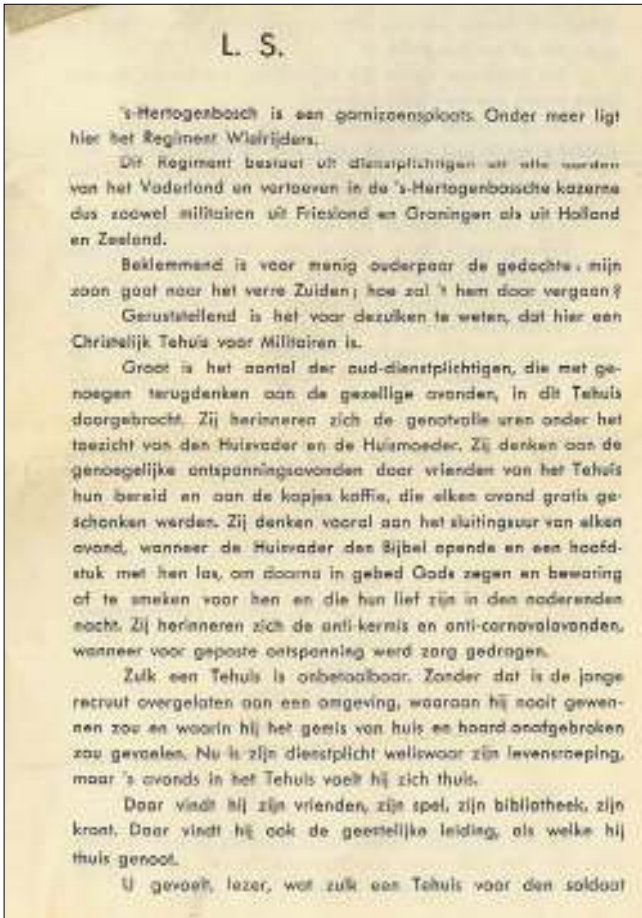 L. S.
's-Hertogenbosch is een garnizoensplaats. Onder meer ligt
hier het Regiment Wielrijders.
Dit Regiment bestaat uit dienstplichtigen uit alle oorden
van het Vaderland en vertoeven in de 's-Hertogenbossche kazerne
dus zoowel militairen uit Friesland en Groningen als uit Holland
en Zeeland.
Beklemmend is voor menig ouderpaar de gedachte: mijn
zoon gaat naar het verre Zuiden; hoe zal 't hem daar vergaan?
Geruststellend is het voor dezulken te weten, dat hier een
Christelijk Tehuis voor Militairen is.
Groot is het aantal der oud-dienstplichtigen, die met ge-
noegen terugdenken aan de gezellige avonden, in dit Tehuis
doorgebracht. Zij herinneren zich de genotvolle uren onder het
toezicht van den Huisvader en de Huismoeder. Zij denken aan de
genoegelijke ontspanningsavonden door vrienden van het Tehuis
hun bereid en aan de kopjes koffie, die elken avond gratis ge-
schonken werden. Zij denken vooral aan het sluitingsuur van elken
avond, wanneer de Huisvader den Bijbel opende en een hoofd-
stuk met hen las, om daarna in gebed Gods zegen en bewaring
af te smeken voor hen en die hun lief zijn in den naderenden
nacht. Zij herinneren zich de anti-kermis en anti-carnavalavonden,
wanneer voor gepaste ontspanning werd zorg gedragen.
Zulk een Tehuis is onbetaalbaar. Zonder dat is de jonge
recruut overgelaten aan een omgeving, waaraan hij nooit gewen-
nen zou en waarin hij het gemis van huis en haard onafgebroken
zou gevoelen. Nu is zijn dienstplicht weliswaar zijn levensroeping,
maar 's avonds in het Tehuis voelt hij zich thuis.
Daar vindt hij zijn vrienden, zijn spel, zijn bibliotheek, zijn
krant. Daar vindt hij ook de geestelijke leiding, als welke hij
thuis genoot.
U gevoelt, lezer, wat zulk een Tehuis voor den soldaat